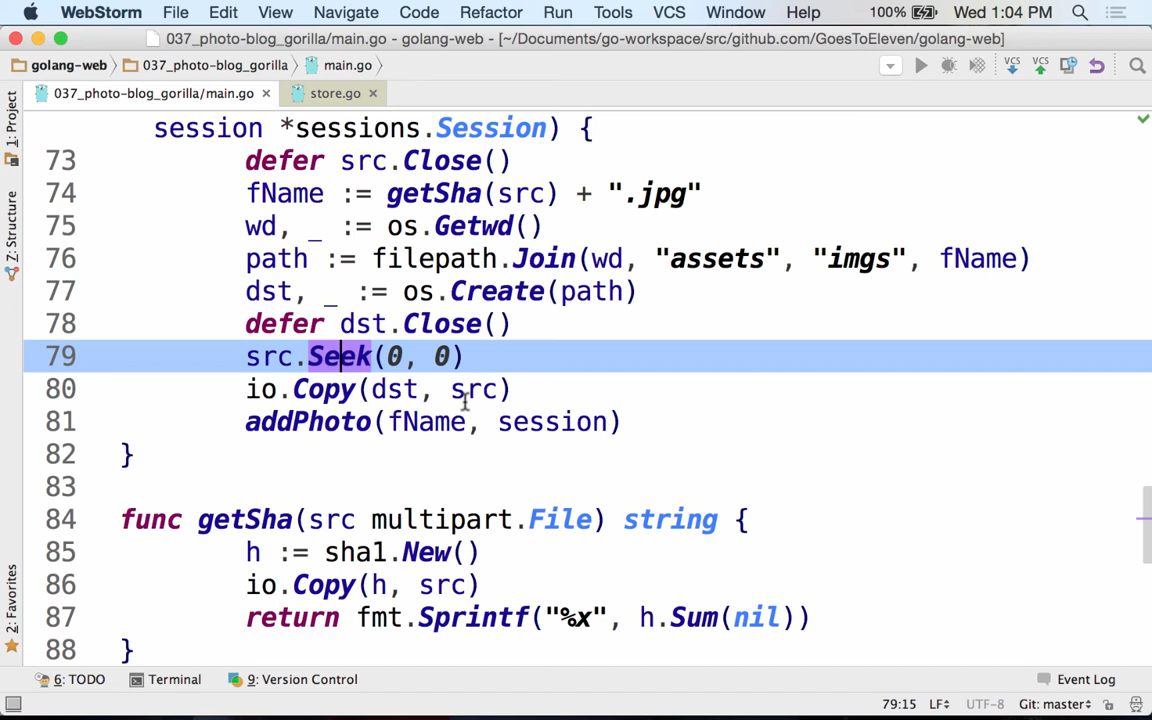 WebStorm File Edit View Navigate Code Refactor Run Tools VCS Window Help 100% Wed 1:04 PM
037_photo-blog_gorilla/main.go - golang-web - [~/Documents/go-workspace/src/github.com/GoesToEleven/golang-web]
golang-web 037_photo-blog_gorilla main.go VCS VCS
037_photo-blog_gorilla/main.go store.go
1: Project
Z: Structure
2: Favorites
session *sessions.Session) {
73 defer src.Close()
74 fName := getSha(src) + ".jpg"
75 wd, _ := os.Getwd()
76 path := filepath.Join(wd, "assets", "imgs", fName)
77 dst, _ := os.Create(path)
78 defer dst.Close()
79 src.Seek(0, 0)
80 io.Copy(dst, src)
81 addPhoto(fName, session)
82 }
83
84 func getSha(src multipart.File) string {
85 h := sha1.New()
86 io.Copy(h, src)
87 return fmt.Sprintf("%x", h.Sum(nil))
88 }
6: TODO Terminal 9: Version Control Event Log
79:15 LF UTF-8 Git: master